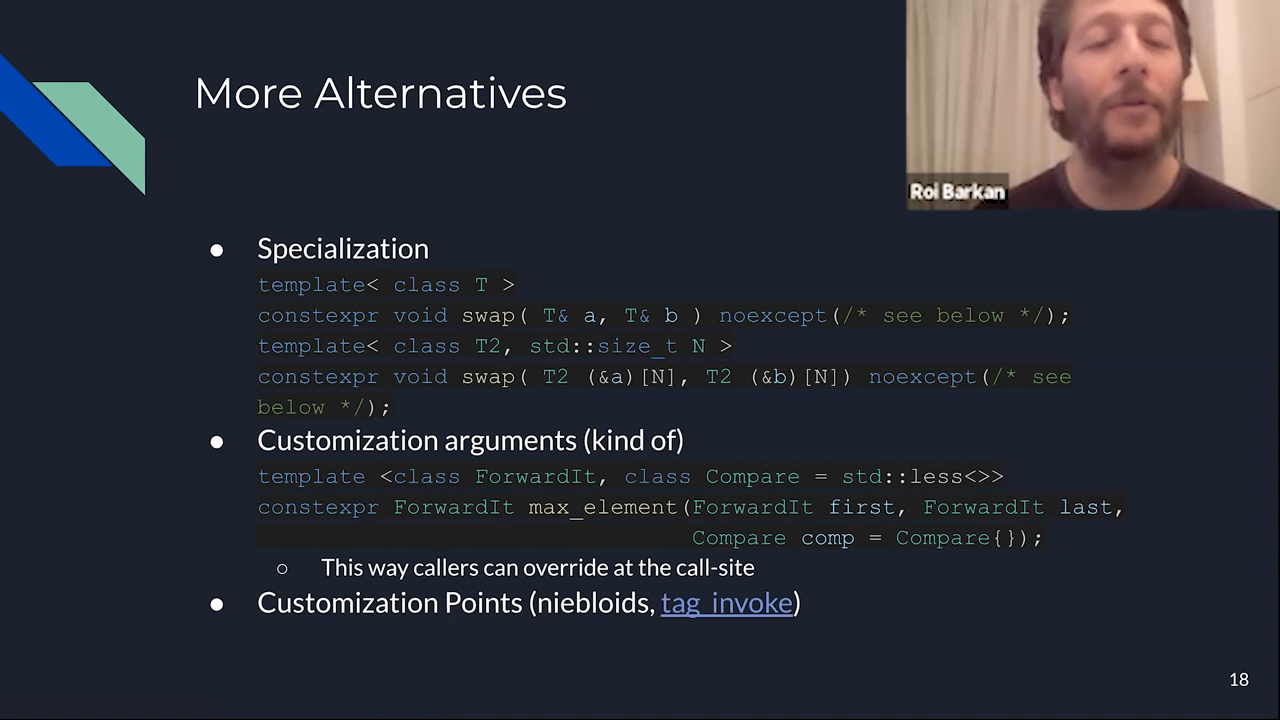 More Alternatives
Roi Barkan
● Specialization
template< class T >
constexpr void swap( T& a, T& b ) noexcept(/* see below */);
template< class T2, std::size_t N >
constexpr void swap( T2 (&a)[N], T2 (&b)[N]) noexcept(/* see
below */);
● Customization arguments (kind of)
template <class ForwardIt, class Compare = std::less<>>
constexpr ForwardIt max_element(ForwardIt first, ForwardIt last,
Compare comp = Compare{});
○ This way callers can override at the call-site
● Customization Points (niebloids, tag_invoke)
18